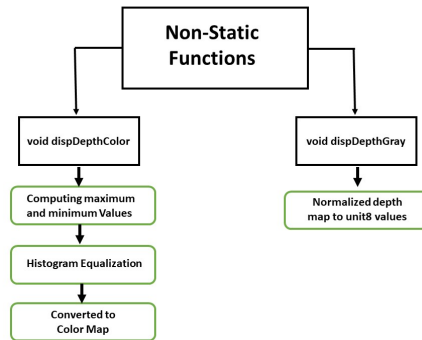 Non-Static
Functions
void dispDepthColor
void dispDepthGray
Computing maximum
and minimum Values
Normalized depth
map to unit8 values
Histogram Equalization
Converted to
Color Map